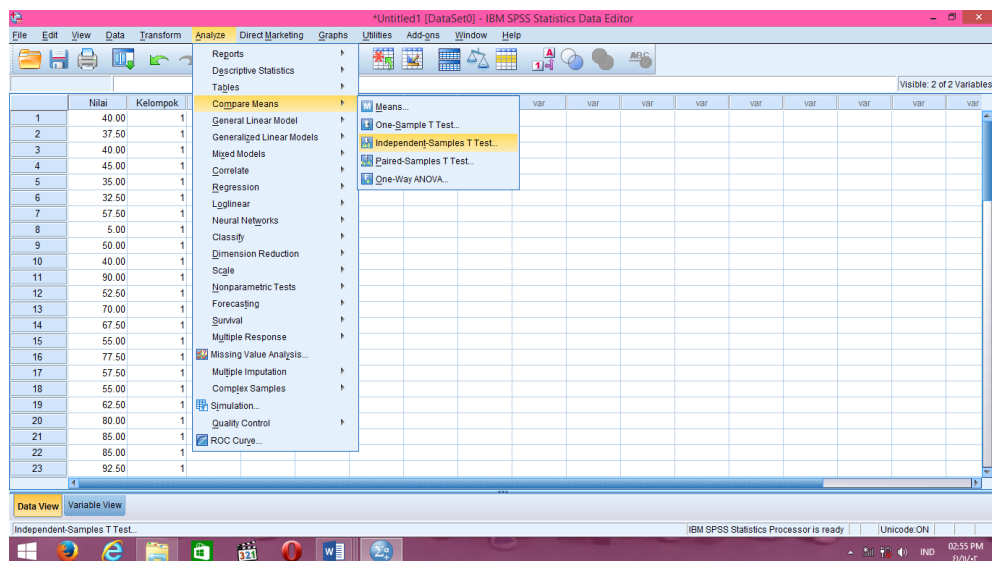 *Untitled1 [DataSet0] - IBM SPSS Statistics Data Editor
File Edit View Data Transform Analyze Direct Marketing Graphs Utilities Add-ons Window Help
Visible: 2 of 2 Variables
Nilai Kelompok var var var var var var var var var
1 40.00 1
2 37.50 1
3 40.00 1
4 45.00 1
5 35.00 1
6 32.50 1
7 57.50 1
8 5.00 1
9 50.00 1
10 40.00 1
11 90.00 1
12 52.50 1
13 70.00 1
14 67.50 1
15 55.00 1
16 77.50 1
17 57.50 1
18 55.00 1
19 62.50 1
20 80.00 1
21 85.00 1
22 85.00 1
23 92.50 1
Reports
Descriptive Statistics
Tables
Compare Means
General Linear Model
Generalized Linear Models
Mixed Models
Correlate
Regression
Loglinear
Neural Networks
Classify
Dimension Reduction
Scale
Nonparametric Tests
Forecasting
Survival
Multiple Response
Missing Value Analysis...
Multiple Imputation
Complex Samples
Simulation...
Quality Control
ROC Curve...
Means...
One-Sample T Test...
Independent-Samples T Test...
Paired-Samples T Test...
One-Way ANOVA...
Data View Variable View
Independent-Samples T Test... IBM SPSS Statistics Processor is ready Unicode:ON
IND 02:55 PM